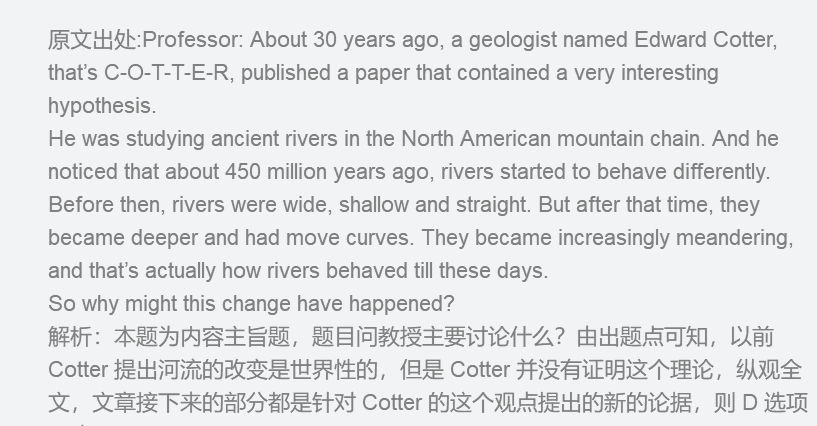 原文出处:Professor: About 30 years ago, a geologist named Edward Cotter,
that’s C-O-T-T-E-R, published a paper that contained a very interesting
hypothesis.
He was studying ancient rivers in the North American mountain chain. And he
noticed that about 450 million years ago, rivers started to behave differently.
Before then, rivers were wide, shallow and straight. But after that time, they
became deeper and had move curves. They became increasingly meandering,
and that’s actually how rivers behaved till these days.
So why might this change have happened?
解析：本题为内容主旨题，题目问教授主要讨论什么？由出题点可知，以前
Cotter 提出河流的改变是世界性的，但是 Cotter 并没有证明这个理论，纵观全
文，文章接下来的部分都是针对 Cotter 的这个观点提出的新的论据，则 D 选项